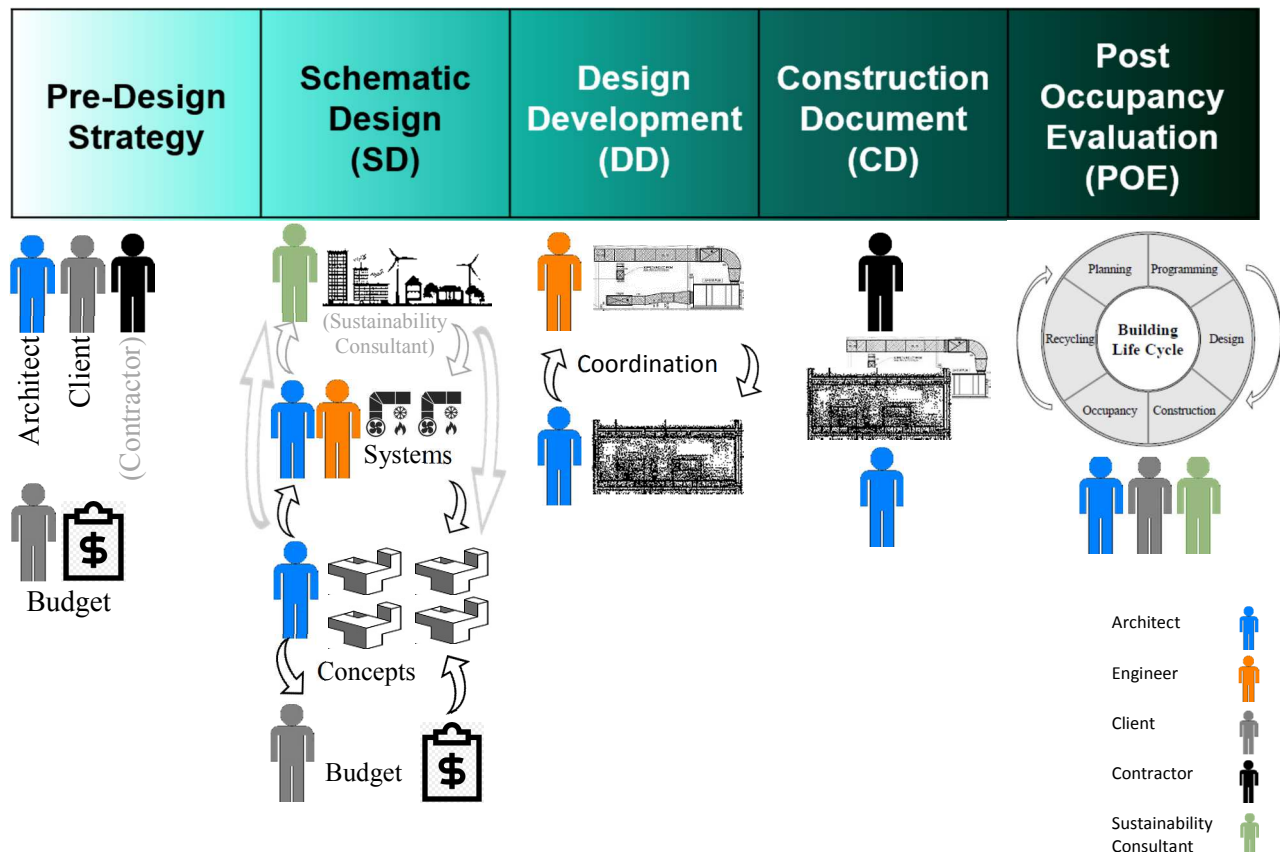 Pre-Design
Strategy
Schematic
Design
(SD)
Design
Development
(DD)
Construction
Document
(CD)
Post
Occupancy
Evaluation
(POE)
Architect
Client
(Contractor)
$
Budget
(Sustainability
Consultant)
Systems
Concepts
Budget
$
Coordination
Planning
Programming
Recycling
Building
Life Cycle
Design
Occupancy
Construction
Architect
Engineer
Client
Contractor
Sustainability
Consultant